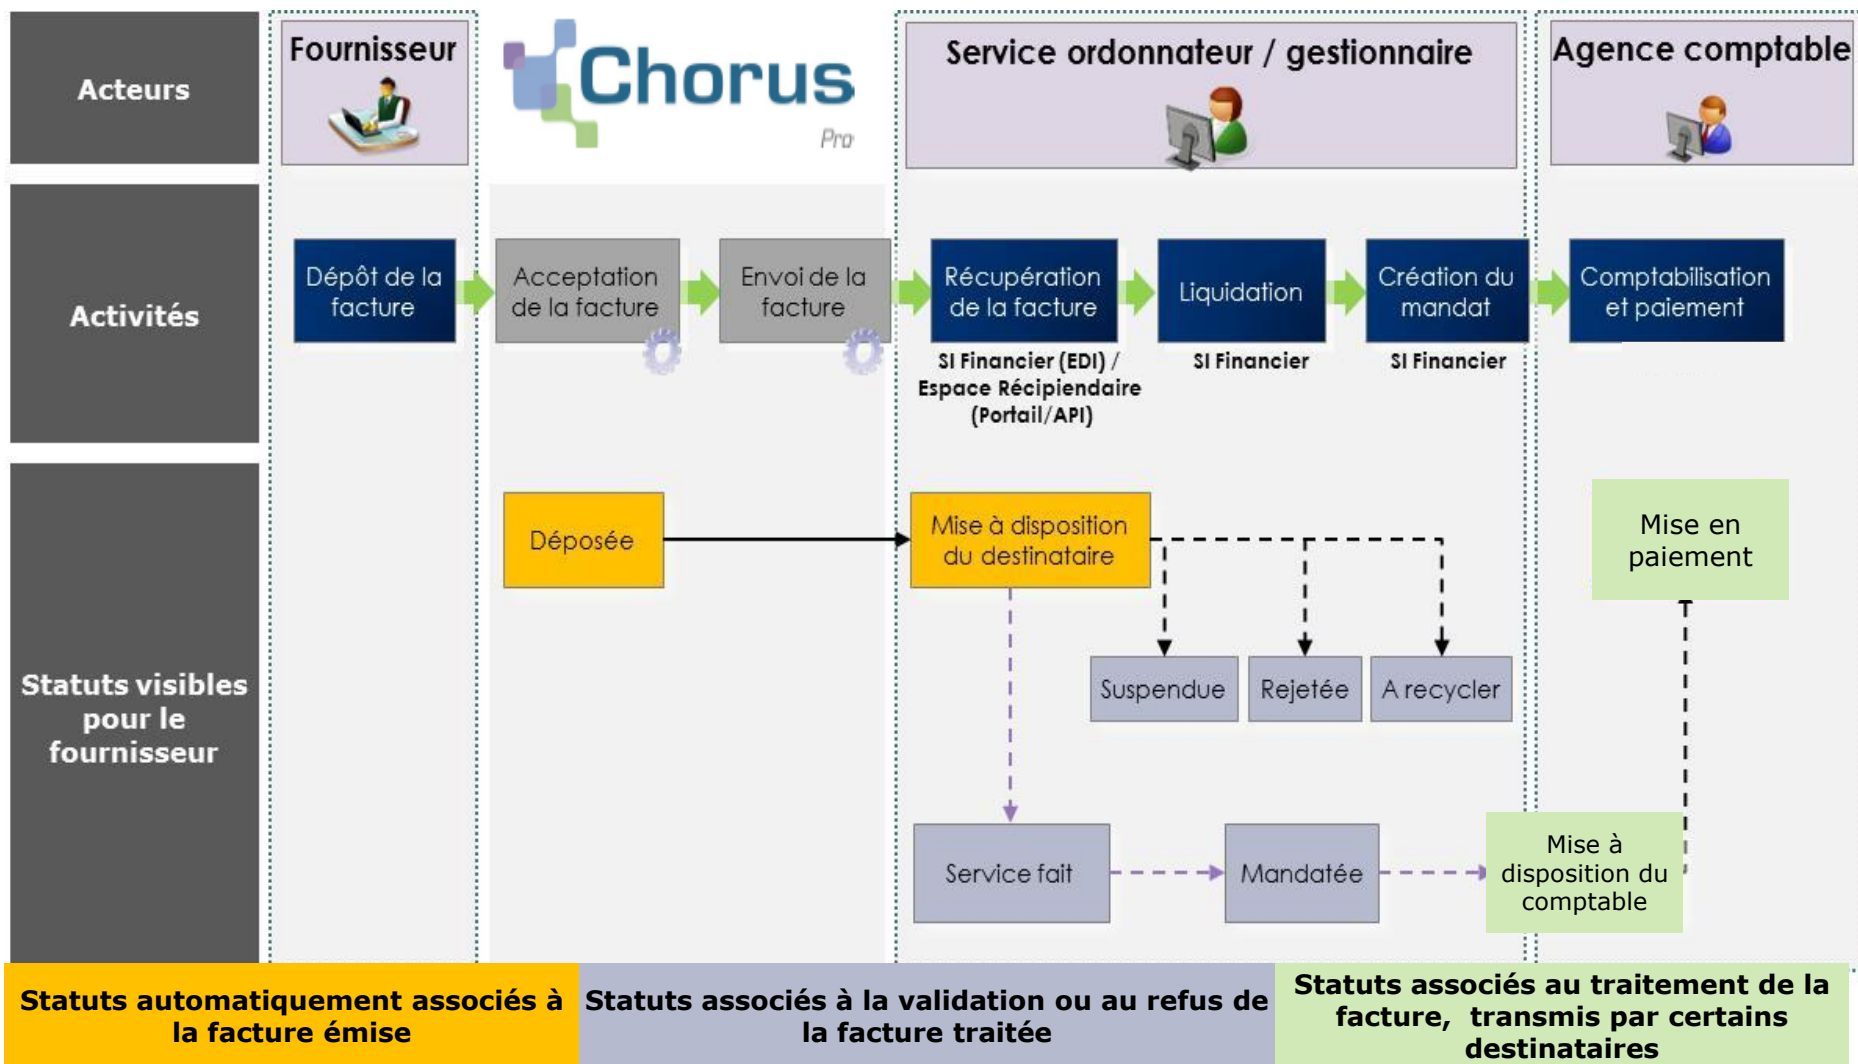 Acteurs
Fournisseur
Chorus
Pro
Service ordonnateur / gestionnaire
Agence comptable
Activités
Dépôt de la
facture
Acceptation
de la facture
Envoi de la
facture
Récupération
de la facture
Liquidation
Création du
mandat
Comptabilisation
et paiement
SI Financier (EDI) /
Espace Récipiendaire
(Portail/API)
SI Financier
SI Financier
Statuts visibles
pour le
fournisseur
Déposée
Mise à disposition
du destinataire
Mise en
paiement
Suspendue
Rejetée
A recycler
Service fait
Mandatée
Mise à
disposition du
comptable
Statuts automatiquement associés à
la facture émise
Statuts associés à la validation ou au refus de
la facture traitée
Statuts associés au traitement de la
facture, transmis par certains
destinataires